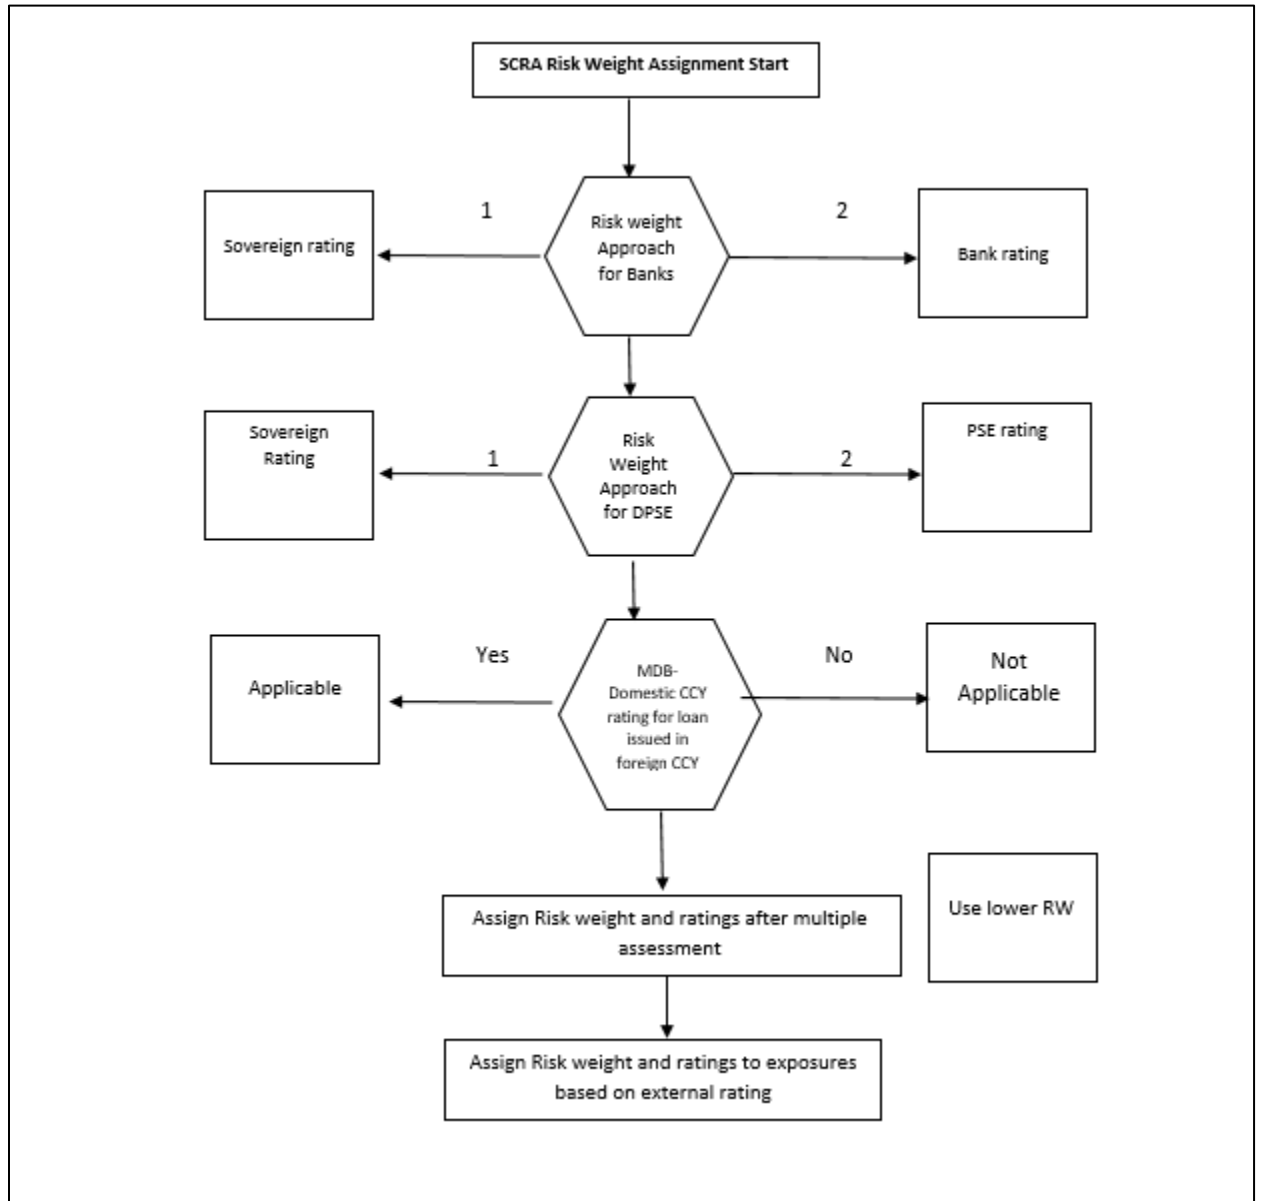 SCRA Risk Weight Assignment Start
1
2
Risk weight
Approach
for Banks
Sovereign rating
Bank rating
Sovereign
Rating
1
Risk
Weight
Approach
for DPSE
2
PSE rating
Yes
No
Applicable
MDB-
Domestic CCY
rating for loan
issued in
foreign CCY
Not
Applicable
Assign Risk weight and ratings after multiple
assessment
Use lower RW
Assign Risk weight and ratings to exposures
based on external rating